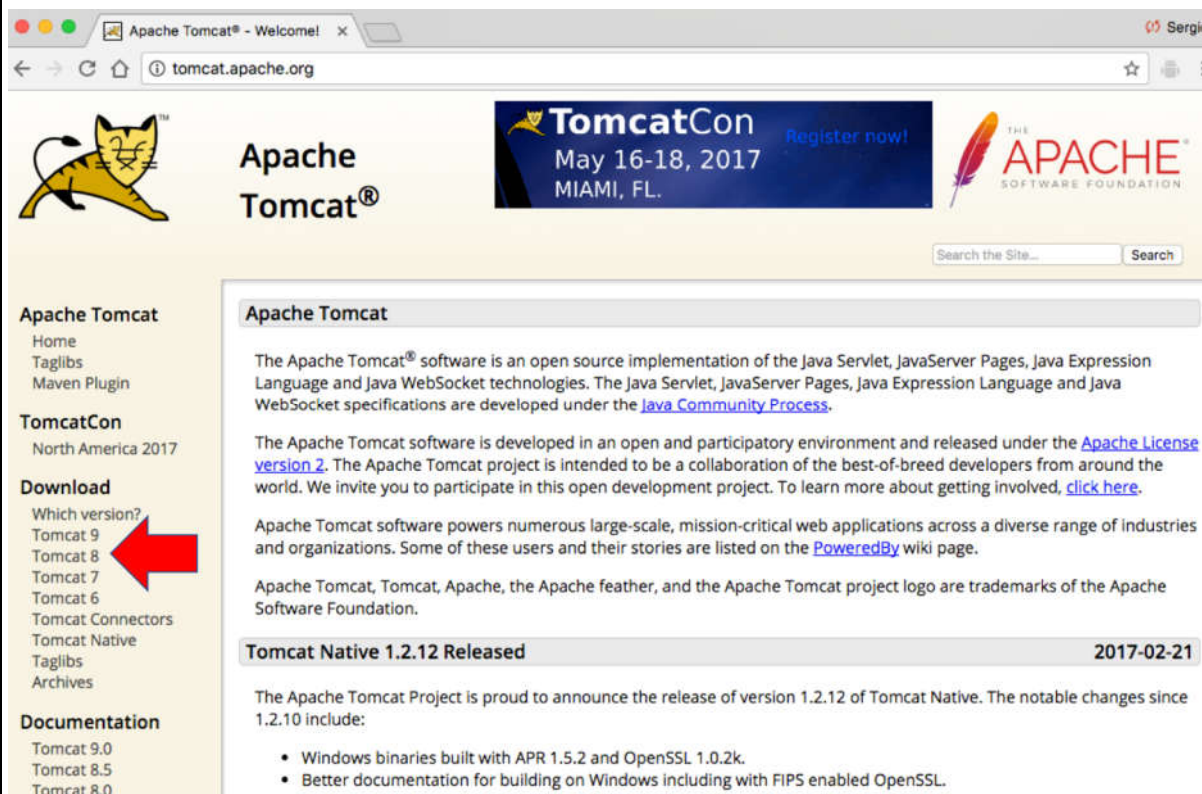 Apache Tomcat® - Welcome!
Sergio
tomcat.apache.org
TM
Apache
Tomcat®
TomcatCon
May 16-18, 2017
MIAMI, FL.
Register now!
THE
APACHE®
SOFTWARE FOUNDATION
Search the Site...
Search
Apache Tomcat
Home
Taglibs
Maven Plugin
TomcatCon
North America 2017
Download
Which version?
Tomcat 9
Tomcat 8
Tomcat 7
Tomcat 6
Tomcat Connectors
Tomcat Native
Taglibs
Archives
Documentation
Tomcat 9.0
Tomcat 8.5
Tomcat 8.0
Apache Tomcat
The Apache Tomcat® software is an open source implementation of the Java Servlet, JavaServer Pages, Java Expression
Language and Java WebSocket technologies. The Java Servlet, JavaServer Pages, Java Expression Language and Java
WebSocket specifications are developed under the Java Community Process.
The Apache Tomcat software is developed in an open and participatory environment and released under the Apache License
version 2. The Apache Tomcat project is intended to be a collaboration of the best-of-breed developers from around the
world. We invite you to participate in this open development project. To learn more about getting involved, click here.
Apache Tomcat software powers numerous large-scale, mission-critical web applications across a diverse range of industries
and organizations. Some of these users and their stories are listed on the PoweredBy wiki page.
Apache Tomcat, Tomcat, Apache, the Apache feather, and the Apache Tomcat project logo are trademarks of the Apache
Software Foundation.
Tomcat Native 1.2.12 Released 2017-02-21
The Apache Tomcat Project is proud to announce the release of version 1.2.12 of Tomcat Native. The notable changes since
1.2.10 include:
• Windows binaries built with APR 1.5.2 and OpenSSL 1.0.2k.
• Better documentation for building on Windows including with FIPS enabled OpenSSL.